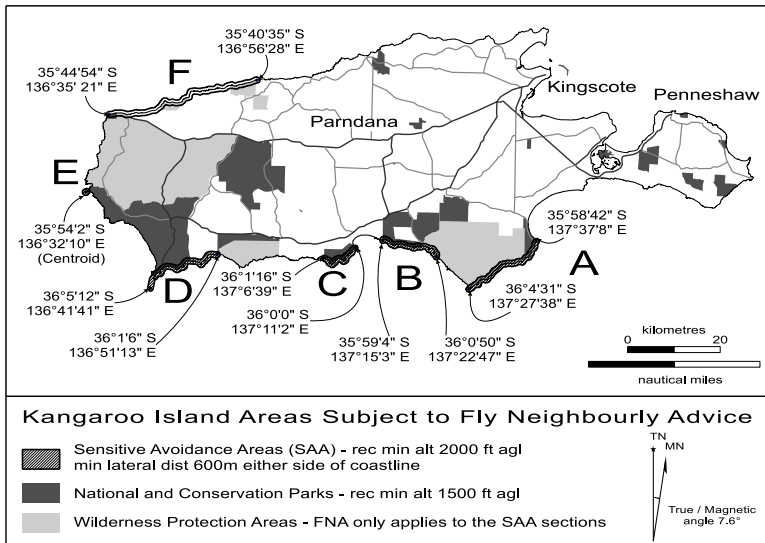 35°40'35" S
136°56'28" E
F
35°44'54" S
136°35' 21" E
Kingscote
Penneshaw
Parndana
E
35°54'2" S
136°32'10" E
(Centroid)
35°58'42" S
137°37'8" E
A
B
C
D
36°1'16" S
137°6'39" E
36°4'31" S
137°27'38" E
36°5'12" S
136°41'41" E
36°0'0" S
137°11'2" E
36°1'6" S
136°51'13" E
35°59'4" S
137°15'3" E
36°0'50" S
137°22'47" E
kilometres
0 20
nautical miles
Kangaroo Island Areas Subject to Fly Neighbourly Advice
Sensitive Avoidance Areas (SAA) - rec min alt 2000 ft agl
min lateral dist 600m either side of coastline
National and Conservation Parks - rec min alt 1500 ft agl
Wilderness Protection Areas - FNA only applies to the SAA sections
TN
MN
True / Magnetic
angle 7.6°